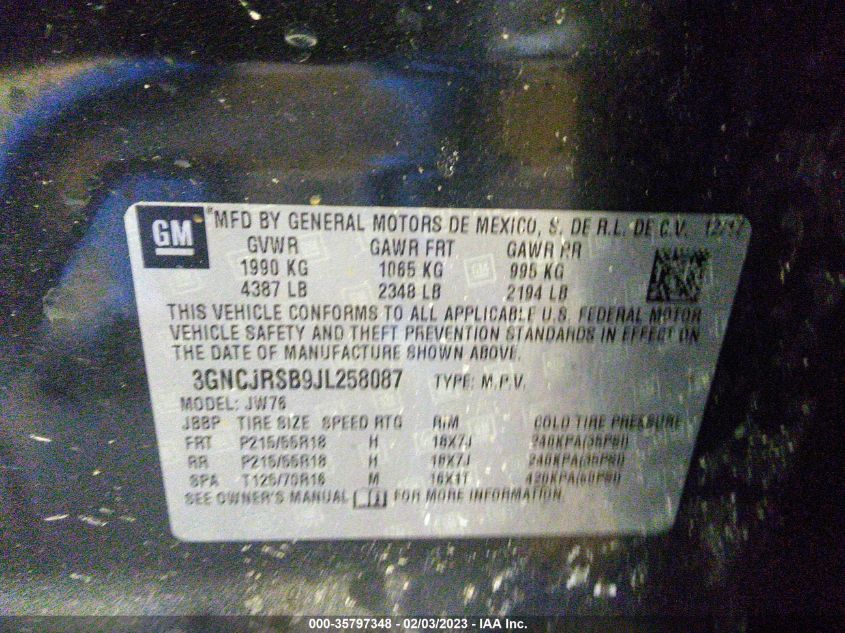 GM MFD BY GENERAL MOTORS DE MEXICO, S. DE R.L. DE C.V. 12/17
GVWR GAWR FRT GAWR RR
1990 KG 1065 KG 995 KG
4387 LB 2348 LB 2194 LB
THIS VEHICLE CONFORMS TO ALL APPLICABLE U.S. FEDERAL MOTOR
VEHICLE SAFETY AND THEFT PREVENTION STANDARDS IN EFFECT ON
THE DATE OF MANUFACTURE SHOWN ABOVE.
3GNCJRSB9JL258087 TYPE: M.P.V.
MODEL: JW76
JBBP TIRE SIZE SPEED RTG RIM COLD TIRE PRESSURE
FRT P215/55R18 H 18X7J 240KPA(35PSI)
RR P215/55R18 H 18X7J 240KPA(35PSI)
SPA T125/70R16 M 16X4T 420KPA(60PSI)
SEE OWNER'S MANUAL FOR MORE INFORMATION.
000-35797348 - 02/03/2023 - IAA Inc.